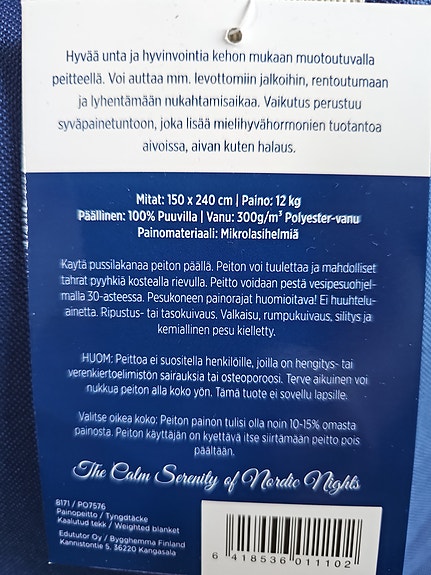 Hyvää unta ja hyvinvointia kehon mukaan muotoutuvalla
peitteellä. Voi auttaa mm. levottomiin jalkoihin, rentoutumaan
ja lyhentämään nukahtamisaikaa. Vaikutus perustuu
syväpainetuntoon, joka lisää mielihyvähormonien tuotantoa
aivoissa, aivan kuten halaus.
Mitat: 150 x 240 cm | Paino: 12 kg
Päällinen: 100% Puuvilla | Vanu: 300g/m³ Polyester-vanu
Painomateriaali: Mikrolasihelmiä
Käytä pussilakanaa peiton päällä. Peiton voi tuulettaa ja mahdolliset
tahrat pyyhkiä kostealla rievulla. Peitto voidaan pestä vesipesuohjel-
malla 30-asteessa. Pesukoneen painorajat huomioitava! Ei huuhtelu-
ainetta. Ripustus- tai tasokuivaus. Valkaisu, rumpukuivaus, silitys ja
kemiallinen pesu kielletty.
HUOM: Peittoa ei suositella henkilöille, joilla on hengitys- tai
verenkiertoelimistön sairauksia tai osteoporoosi. Terve aikuinen voi
nukkua peiton alla koko yön. Tämä tuote ei sovellu lapsille.
Valitse oikea koko: Peiton painon tulisi olla noin 10-15% omasta
painosta. Peiton käyttäjän on kyettävä itse siirtämään peitto pois
päältään.
The Calm Serenity of Nordic Nights
8171 / PO7576
Painopeitto / Tyngdtäcke
Kaalutud tekk / Weighted blanket
Edututor Oy / Bygghemma Finland
Kannistontie 5, 36220 Kangasala
6 418536 011102